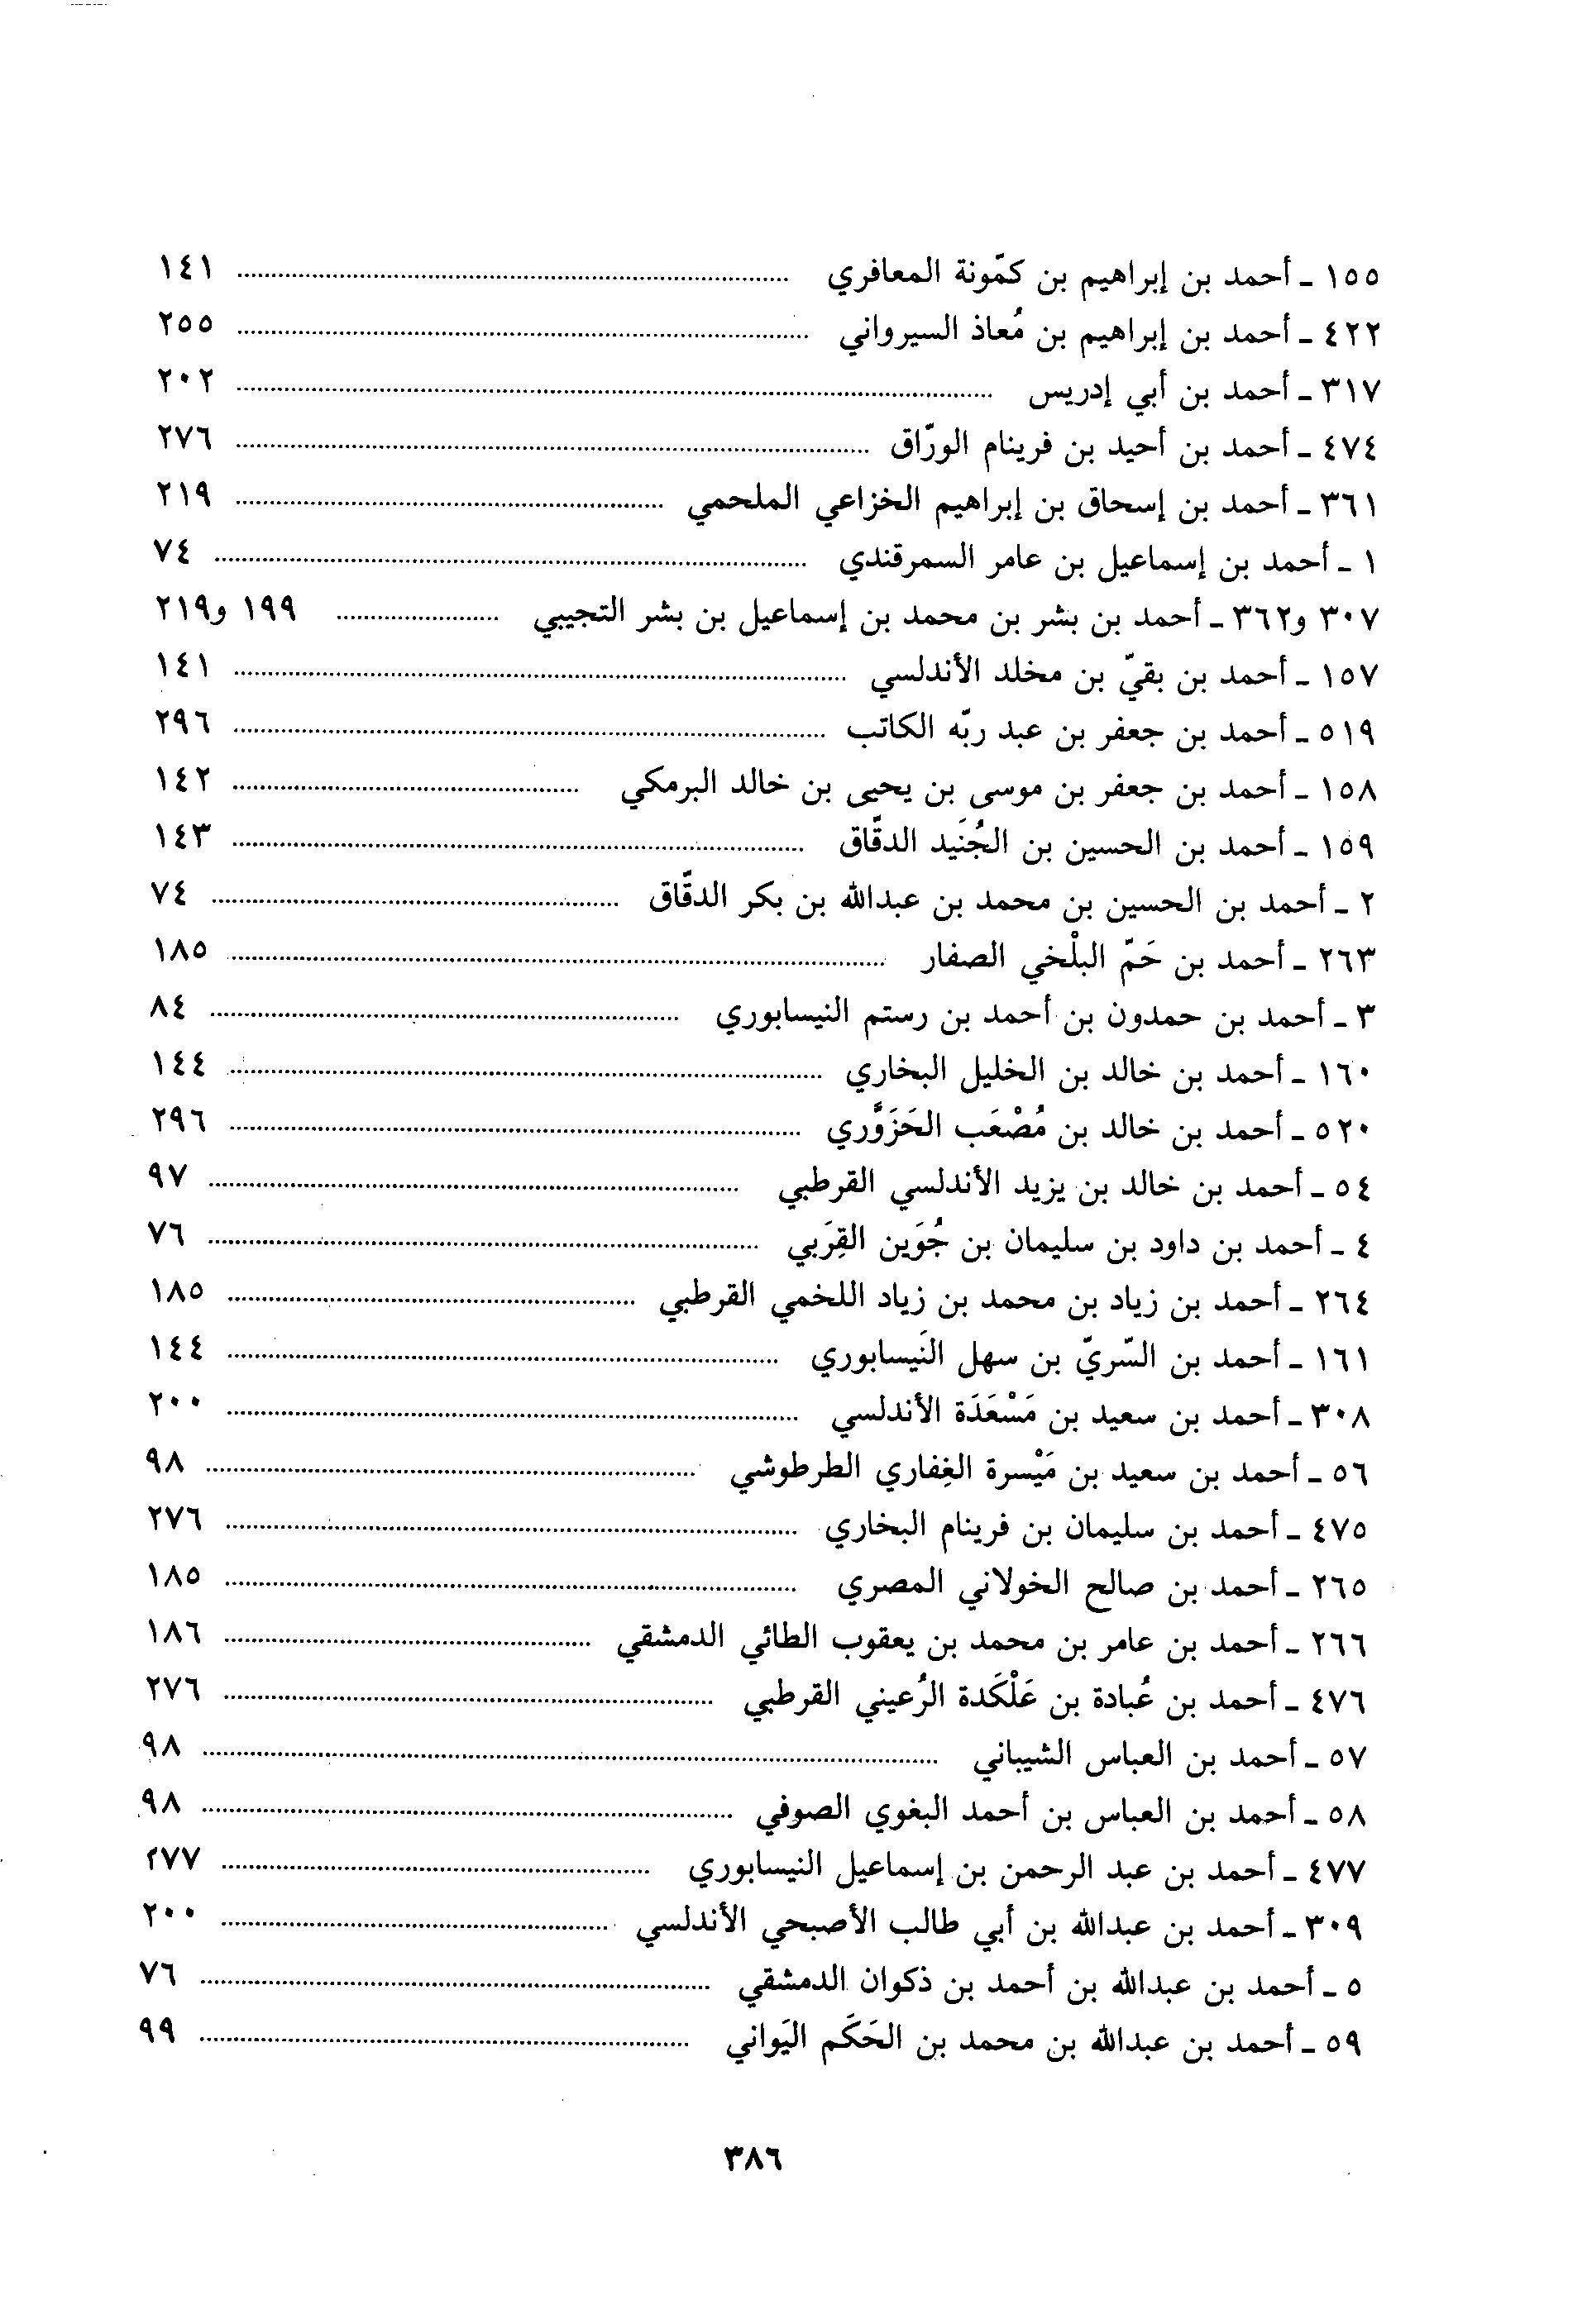 ١٥٥ - أحمد بن إبراهيم بن كمّونة المعافري ........ ١٤١
٤٢٢ - أحمد بن إبراهيم بن مُعاذ السيرواني ........ ٢٥٥
٣١٧ - أحمد بن أبي إدريس ........ ٢٠٢
٤٧٤ - أحمد بن أحيد بن فرينام الورّاق ........ ٢٧٦
٣٦١ - أحمد بن إسحاق بن إبراهيم الخزاعي الملحمي ........ ٢١٩
١ - أحمد بن إسماعيل بن عامر السمرقندي ........ ٧٤
٣٠٧ و٣٦٢ - أحمد بن بشر بن محمد بن إسماعيل بن بشر التجيبي ........ ١٩٩ و٢١٩
١٥٧ - أحمد بن بقيّ بن مخلد الأندلسي ........ ١٤١
٥١٩ - أحمد بن جعفر بن عبد ربّه الكاتب ........ ٢٩٦
١٥٨ - أحمد بن جعفر بن موسى بن يحيى بن خالد البرمكي ........ ١٤٢
١٥٩ - أحمد بن الحسين بن الجُنَيد الدقّاق ........ ١٤٣
٢ - أحمد بن الحسين بن محمد بن عبدالله بن بكر الدقّاق ........ ٧٤
٢٦٣ - أحمد بن حَمّ البلْخي الصفار ........ ١٨٥
٣ - أحمد بن حمدون بن أحمد بن رستم النيسابوري ........ ٨٤
١٦٠ - أحمد بن خالد بن الخليل البخاري ........ ١٤٤
٥٢٠ - أحمد بن خالد بن مُصْعَب الحَزَوَّري ........ ٢٩٦
٥٤ - أحمد بن خالد بن يزيد الأندلسي القرطبي ........ ٩٧
٤ - أحمد بن داود بن سليمان بن جُوَين القِرَبي ........ ٧٦
٢٦٤ - أحمد بن زياد بن محمد بن زياد اللخمي القرطبي ........ ١٨٥
١٦١ - أحمد بن السّريّ بن سهل النَيسابوري ........ ١٤٤
٣٠٨ - أحمد بن سعيد بن مَسْعَدَة الأندلسي ........ ٢٠٠
٥٦ - أحمد بن سعيد بن مَيْسرة الغِفاري الطرطوشي ........ ٩٨
٤٧٥ - أحمد بن سليمان بن فرينام البخاري ........ ٢٧٦
٢٦٥ - أحمد بن صالح الخولاني المصري ........ ١٨٥
٢٦٦ - أحمد بن عامر بن محمد بن يعقوب الطائي الدمشقي ........ ١٨٦
٤٧٦ - أحمد بن عُبادة بن عَلْكَدة الرُعيني القرطبي ........ ٢٧٦
٥٧ - أحمد بن العباس الشيباني ........ ٩٨
٥٨ - أحمد بن العباس بن أحمد البغوي الصوفي ........ ٩٨
٤٧٧ - أحمد بن عبد الرحمن بن إسماعيل النيسابوري ........ ٢٧٧
٣٠٩ - أحمد بن عبدالله بن أبي طالب الأصبحي الأندلسي ........ ٢٠٠
٥ - أحمد بن عبدالله بن أحمد بن ذكوان الدمشقي ........ ٧٦
٥٩ - أحمد بن عبدالله بن محمد بن الحَكَم اليَواني ........ ٩٩
٣٨٦